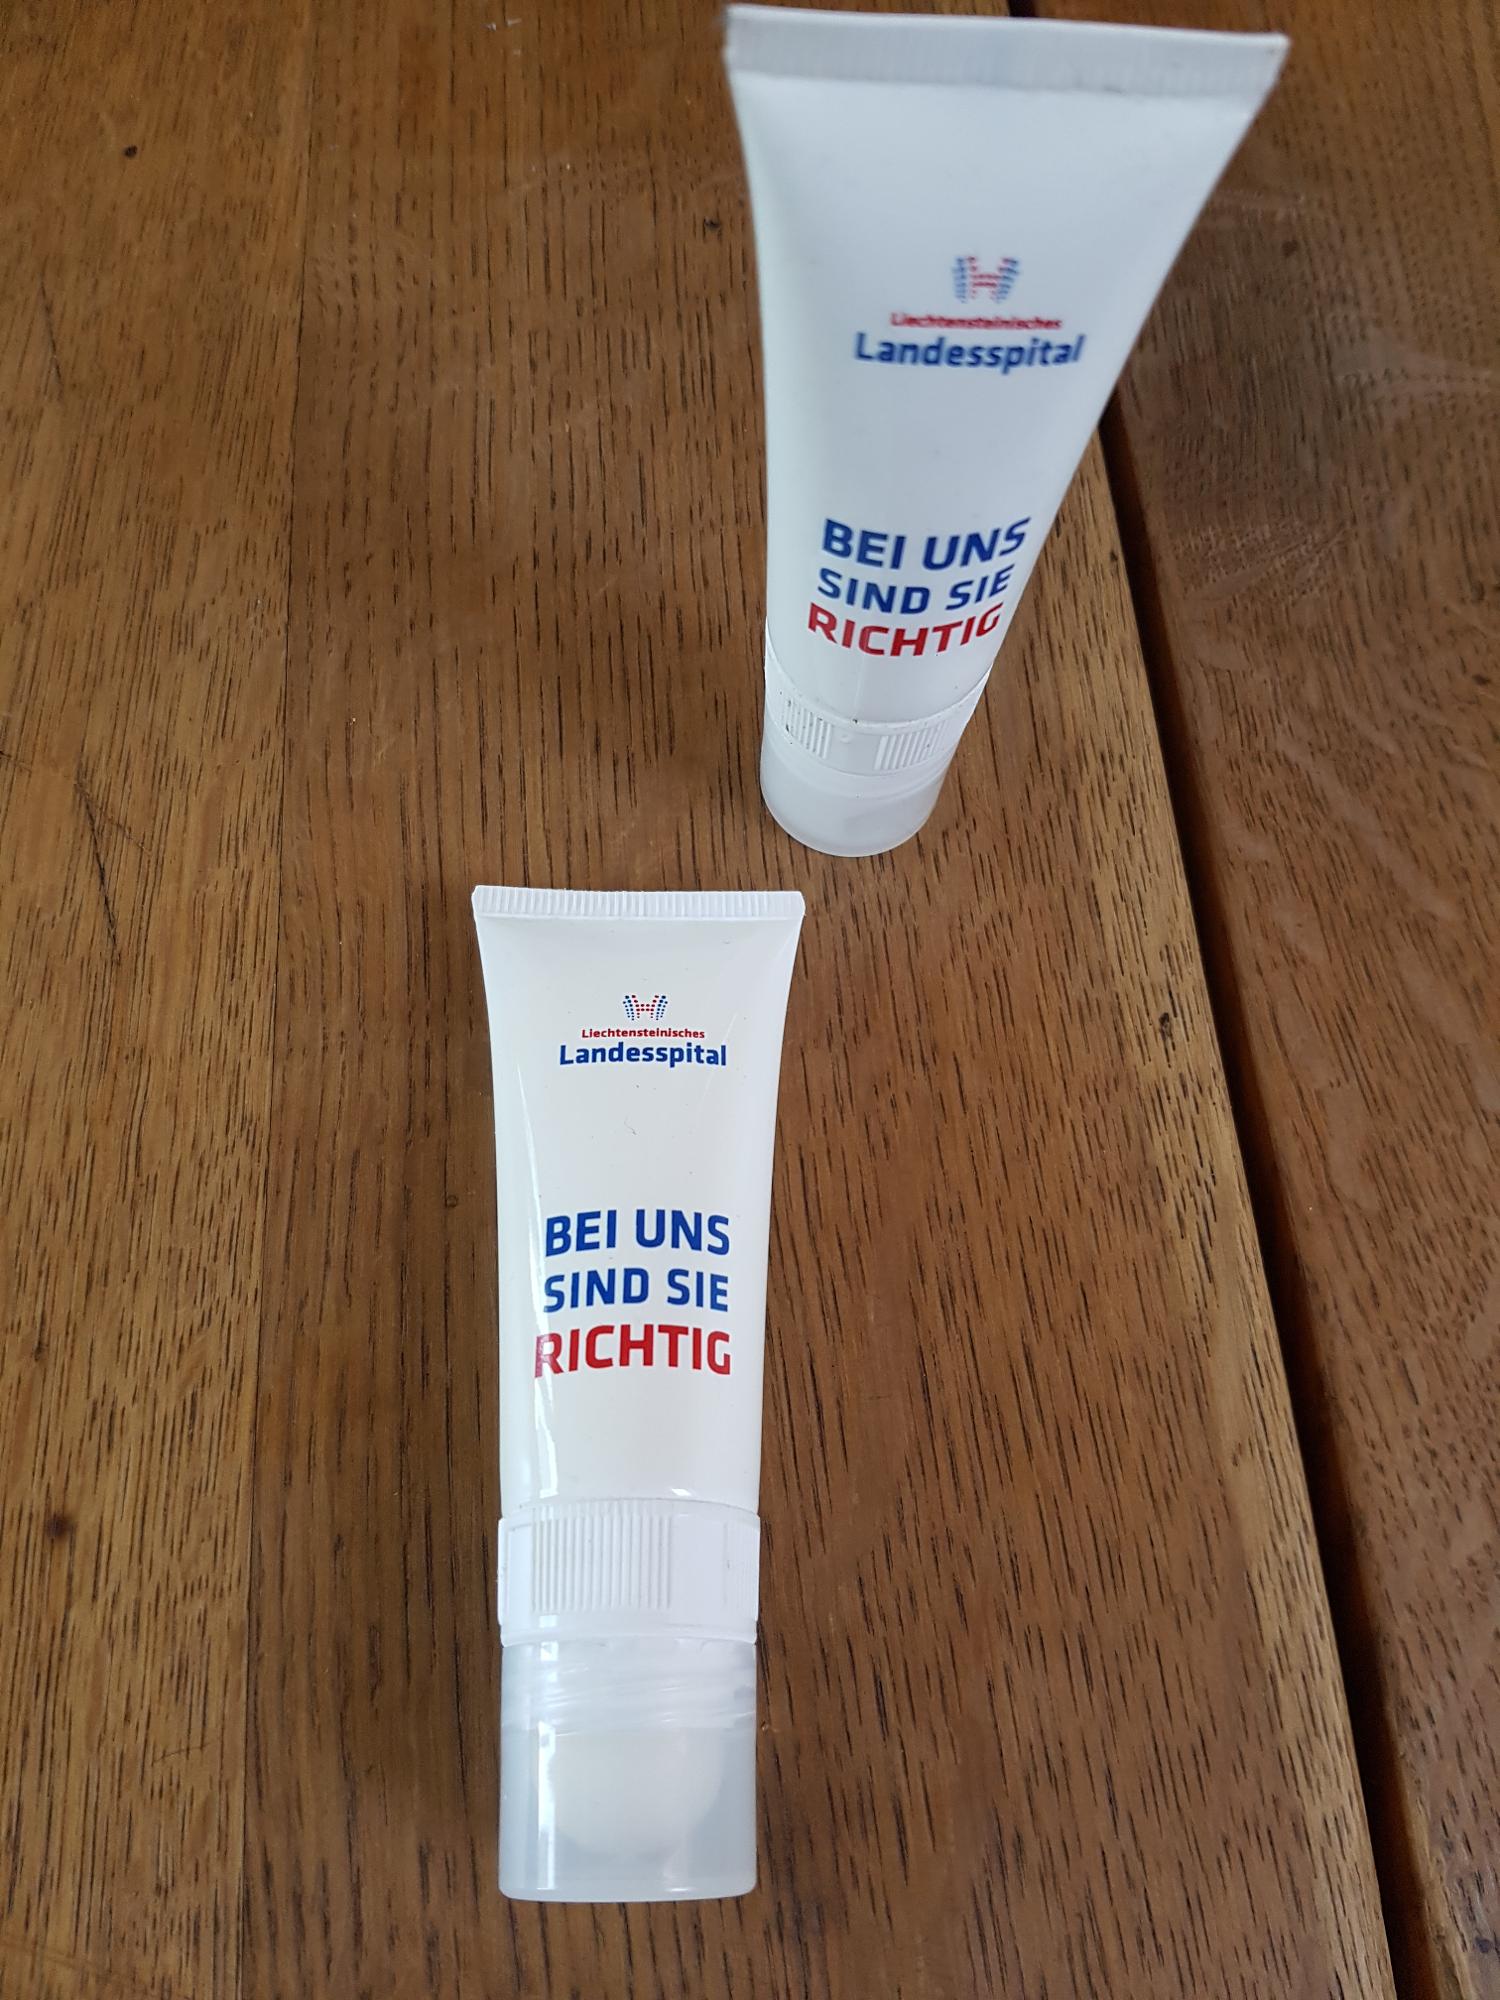 Liechtensteinisches
Landesspital
BEI UNS
SIND SIE
RICHTIG
Liechtensteinisches
Landesspital
BEI UNS
SIND SIE
RICHTIG